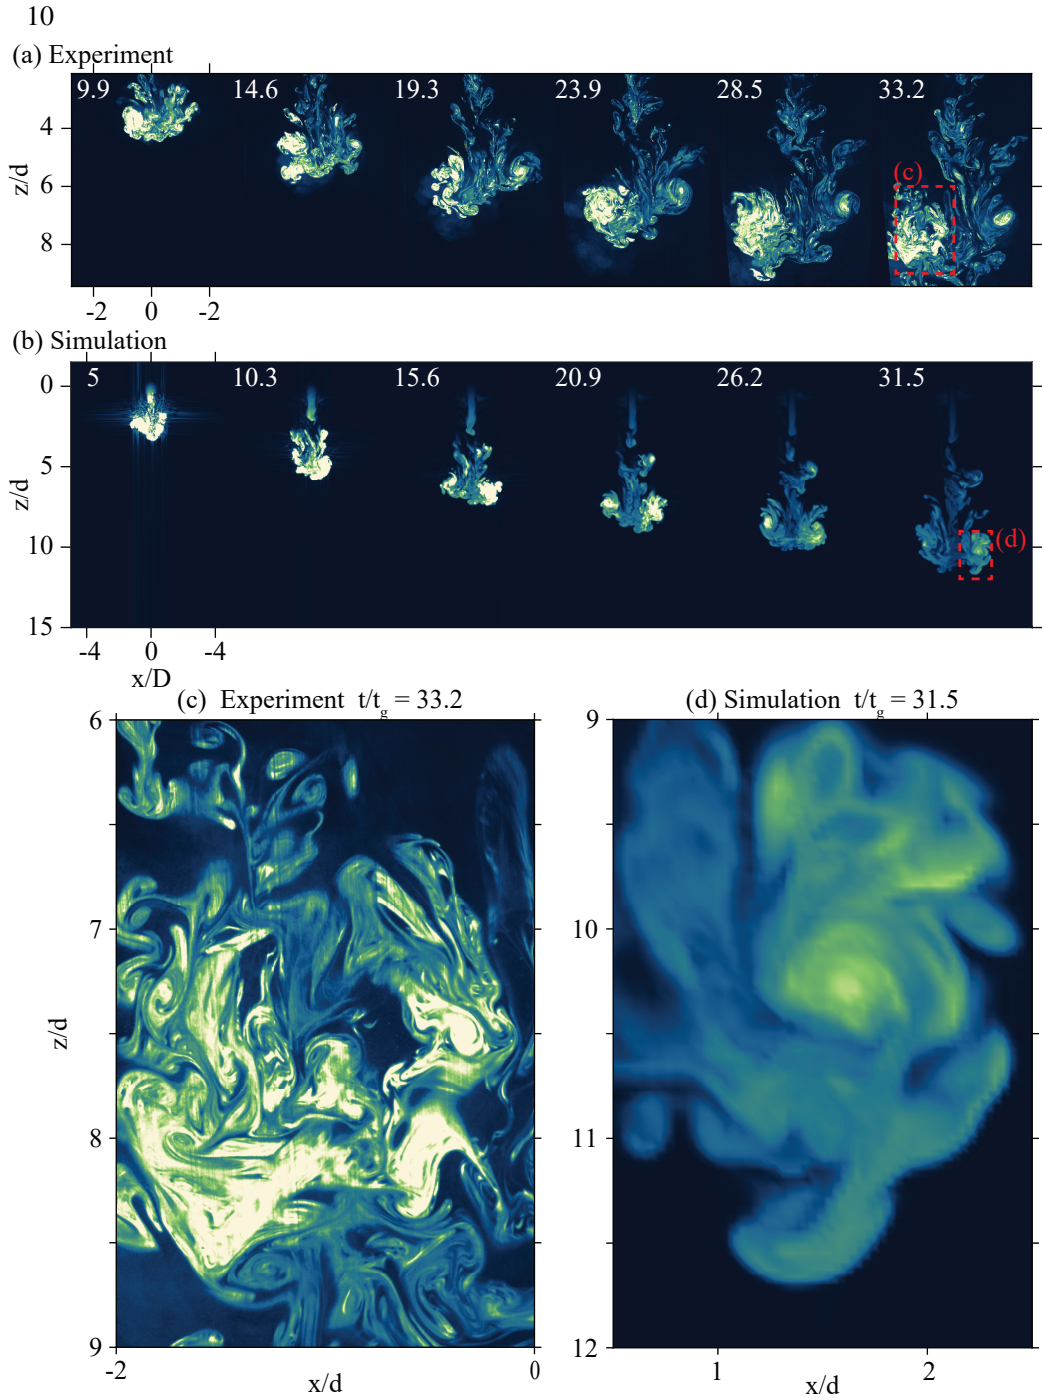 10
(a) Experiment
9.9 14.6 19.3 23.9 28.5 33.2
(c)
4
6
8
z/d
-2 0 -2
(b) Simulation
5 10.3 15.6 20.9 26.2 31.5
0
5
10
15
z/d
(d)
-4 0 -4
x/D
(c) Experiment t/t_g = 33.2
6
7
8
9
z/d
-2 0
x/d
(d) Simulation t/t_g = 31.5
9
10
11
12
1 2
x/d